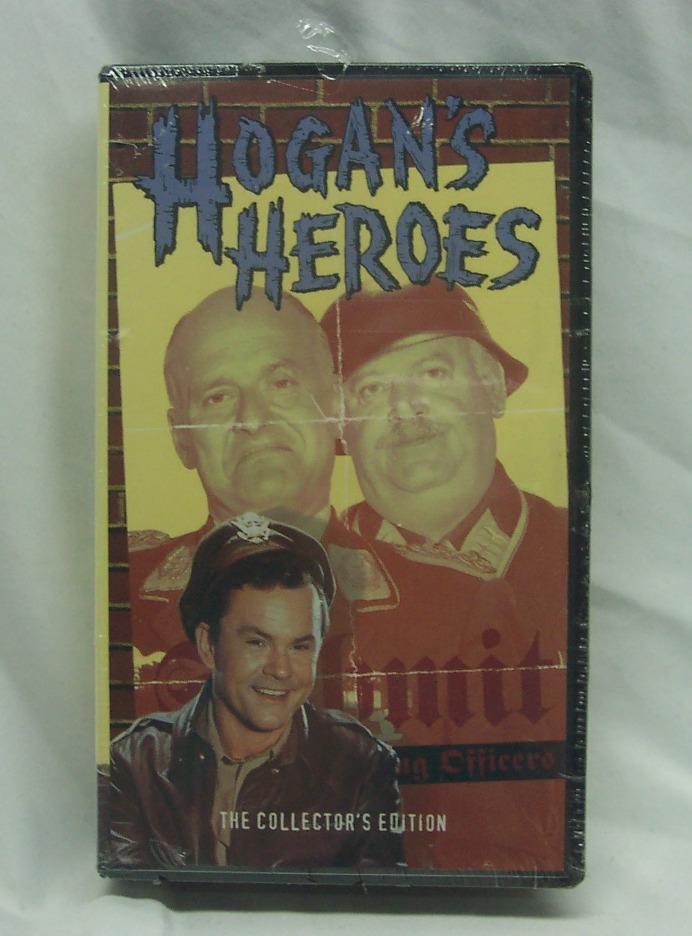 HOGAN'S
HEROES
Officers
THE COLLECTOR'S EDITION